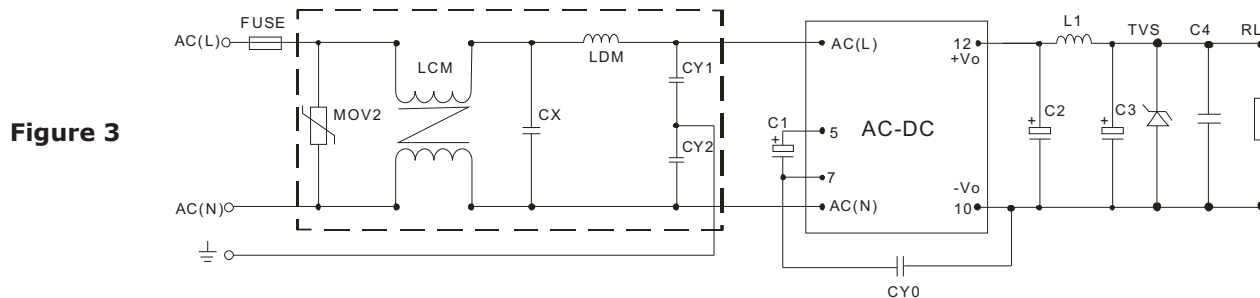 Figure 3
FUSE
AC(L)
MOV2
LCM
CX
LDM
CY1
CY2
AC(N)
AC(L)
C1
+
5
7
AC(N)
AC-DC
12
+Vo
-Vo
10
L1
+
C2
+
C3
TVS
C4
RL
CY0